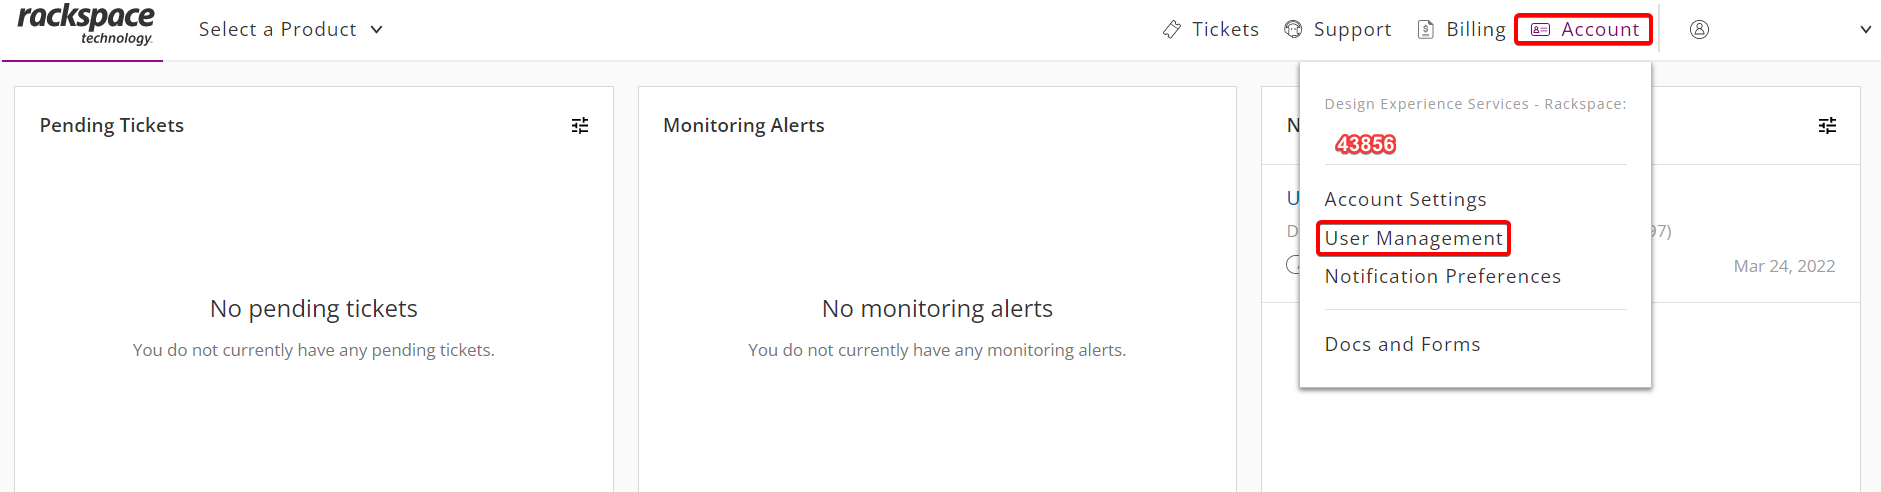 rackspace
technology.
Select a Product
Tickets
Support
Billing
Account
Pending Tickets
No pending tickets
You do not currently have any pending tickets.
Monitoring Alerts
No monitoring alerts
You do not currently have any monitoring alerts.
Design Experience Services - Rackspace:
43856
Account Settings
User Management
Notification Preferences
Docs and Forms
97)
Mar 24, 2022